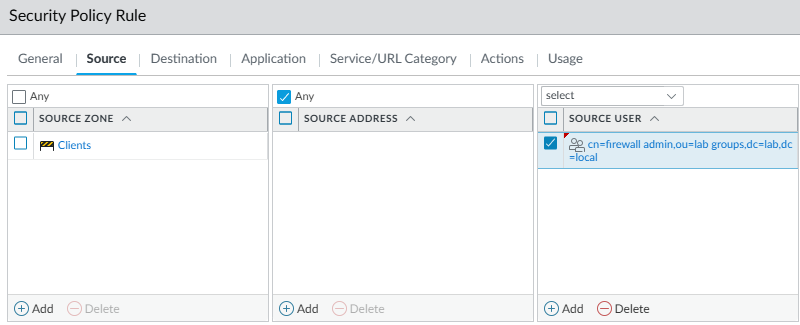 Security Policy Rule
General Source Destination Application Service/URL Category Actions Usage
Any Any select
SOURCE ZONE SOURCE ADDRESS SOURCE USER
Clients cn=firewall admin,ou=lab groups,dc=lab,dc
=local
Add Delete Add Delete Add Delete